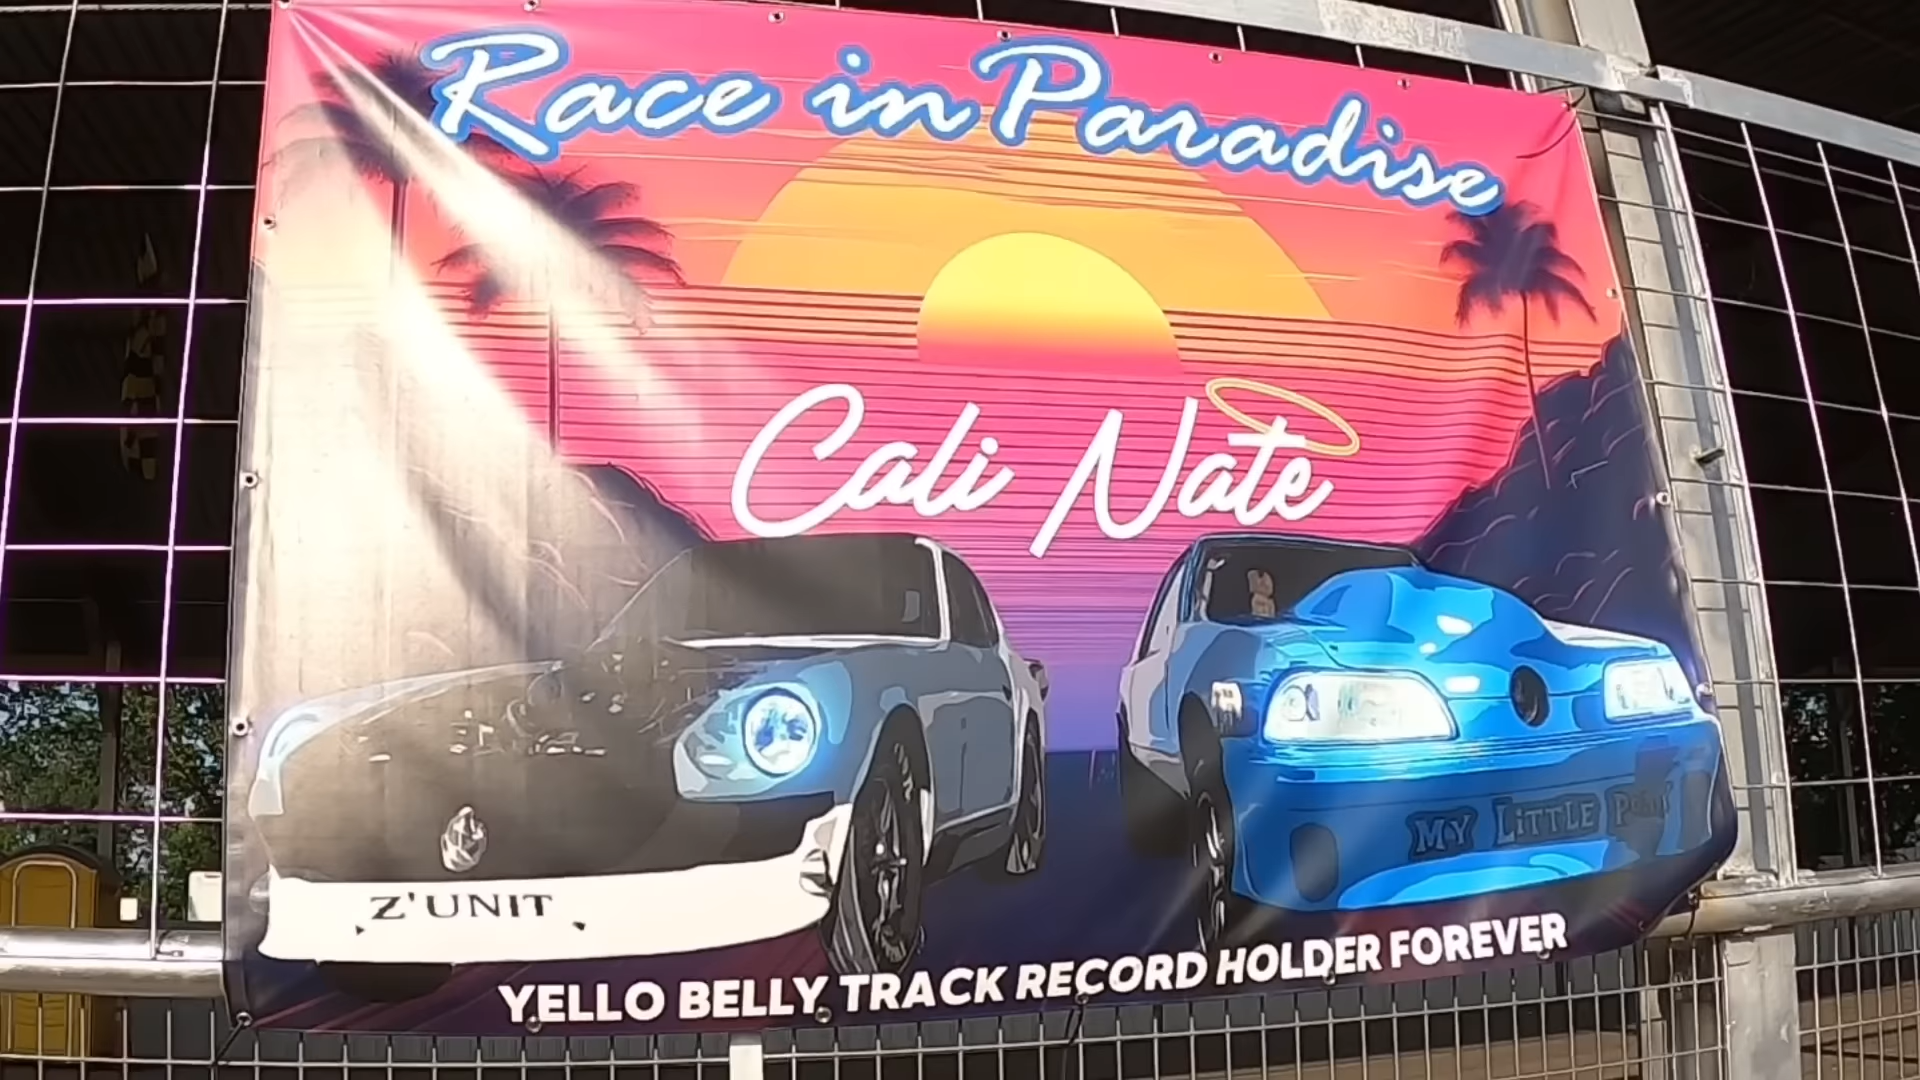 Race in Paradise
Cali Nate
MY LITTLE Pony
Z'UNIT
YELLO BELLY TRACK RECORD HOLDER FOREVER